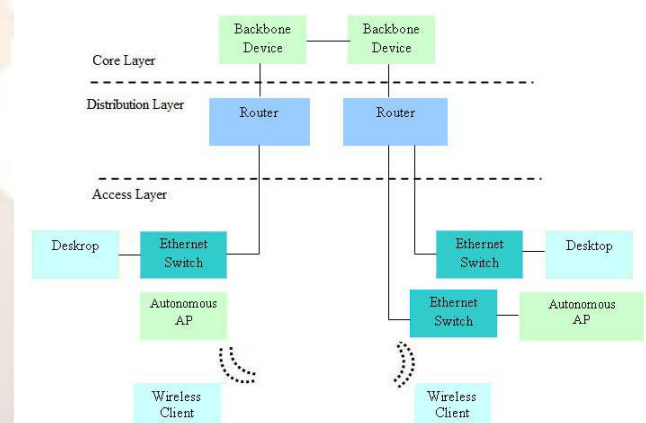 Backbone
Device
Backbone
Device
Core Layer
Distribution Layer
Router
Router
Access Layer
Deskrop
Ethernet
Switch
Ethernet
Switch
Desktop
Autonomous
AP
Ethernet
Switch
Autonomous
AP
Wireless
Client
Wireless
Client